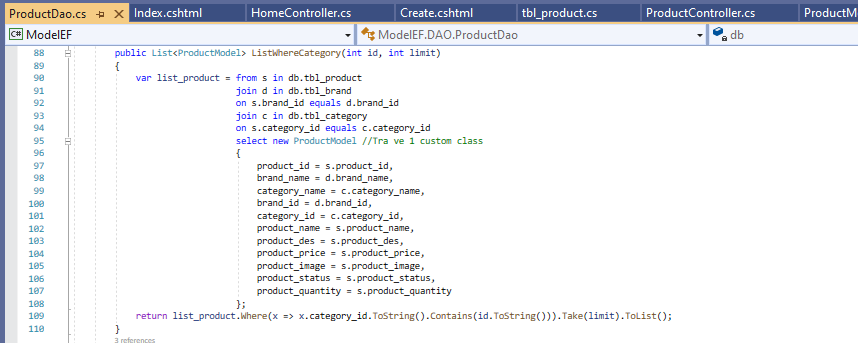 ProductDao.cs Index.cshtml HomeController.cs Create.cshtml tbl_product.cs ProductController.cs ProductM
C# ModelEF ModelEF.DAO.ProductDao db
88 public List<ProductModel> ListWhereCategory(int id, int limit)
89 {
90 var list_product = from s in db.tbl_product
91 join d in db.tbl_brand
92 on s.brand_id equals d.brand_id
93 join c in db.tbl_category
94 on s.category_id equals c.category_id
95 select new ProductModel //Tra ve 1 custom class
96 {
97 product_id = s.product_id,
98 brand_name = d.brand_name,
99 category_name = c.category_name,
100 brand_id = d.brand_id,
101 category_id = c.category_id,
102 product_name = s.product_name,
103 product_des = s.product_des,
104 product_price = s.product_price,
105 product_image = s.product_image,
106 product_status = s.product_status,
107 product_quantity = s.product_quantity
108 };
109 return list_product.Where(x => x.category_id.ToString().Contains(id.ToString())).Take(limit).ToList();
110 }
3 references